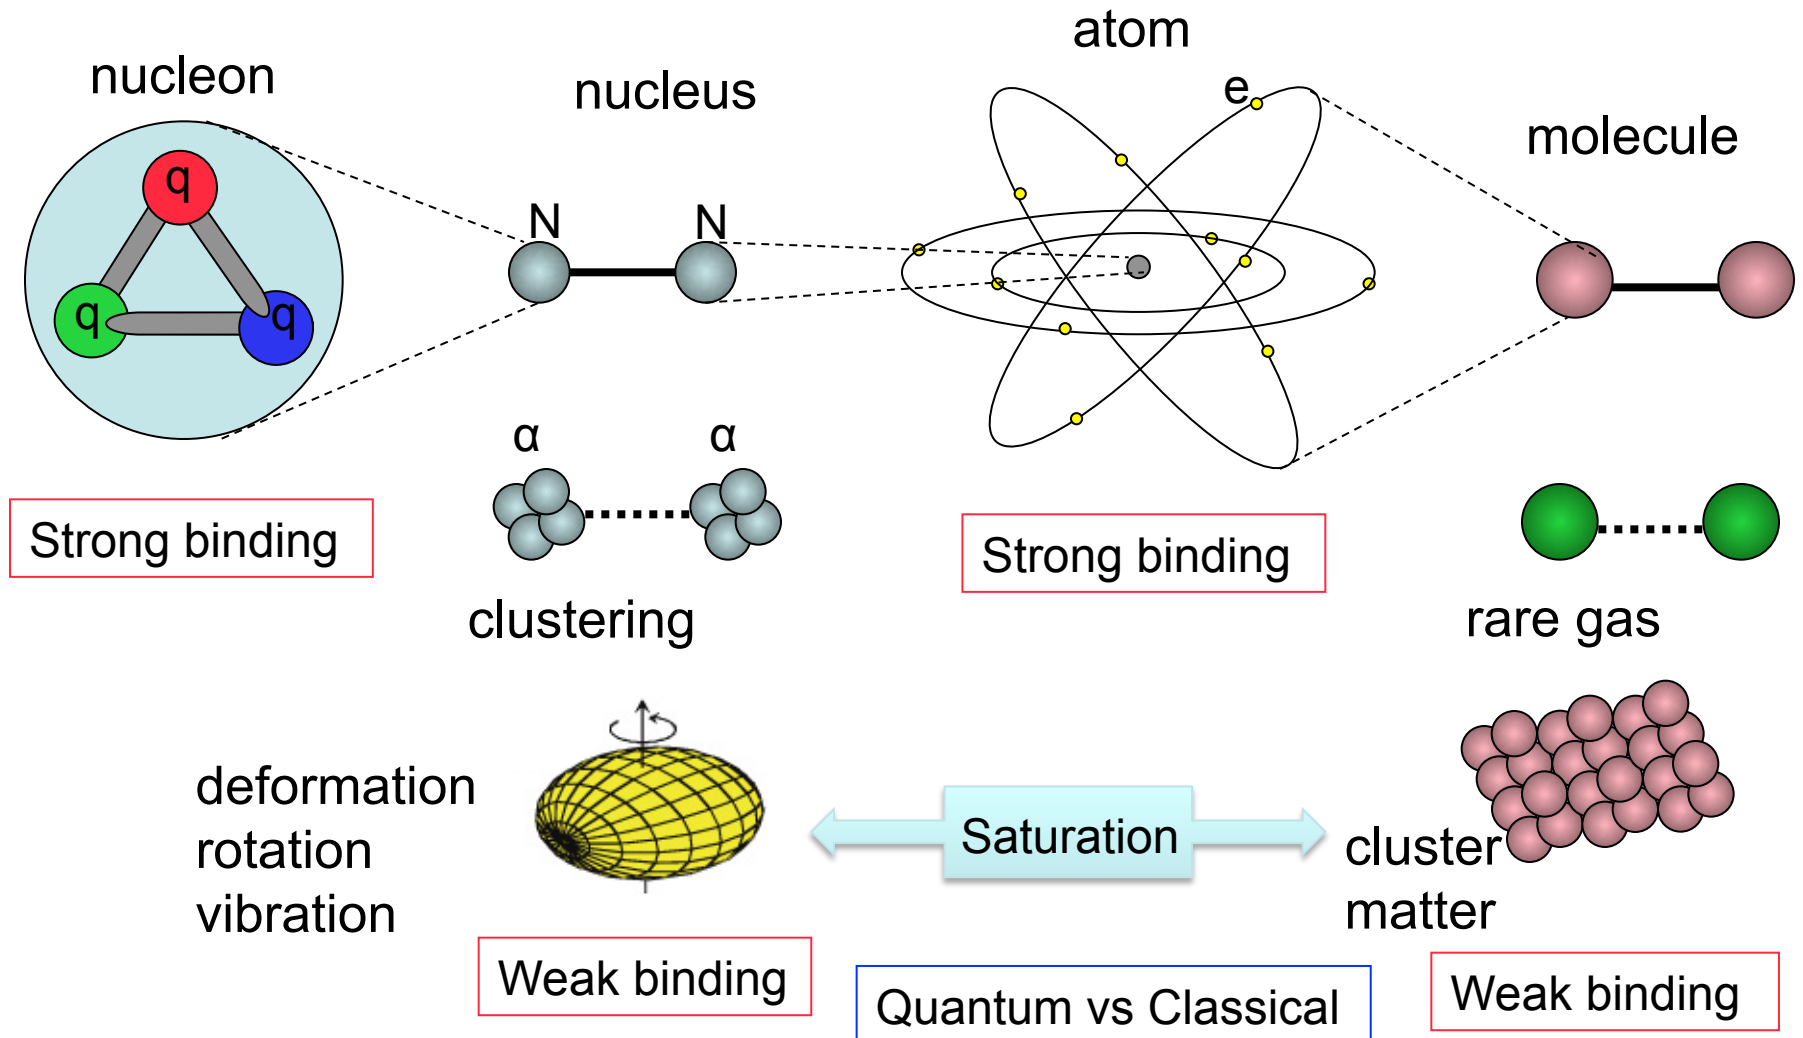 atom
nucleon
nucleus
e
molecule
q
N
N
q
q
α
α
Strong binding
Strong binding
clustering
rare gas
deformation
rotation
vibration
Saturation
cluster
matter
Weak binding
Quantum vs Classical
Weak binding